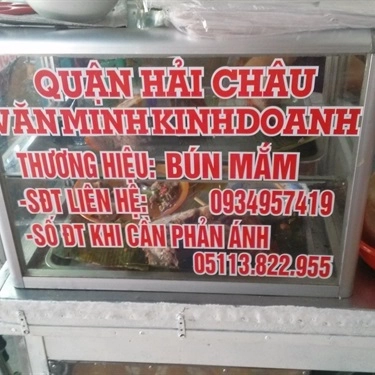 QUẬN HẢI CHÂU
VĂN MINH KINH DOANH
THƯƠNG HIỆU: BÚN MẮM
-SĐT LIÊN HỆ: 0934957419
-SỐ ĐT KHI CẦN PHẢN ÁNH
05113.822.955